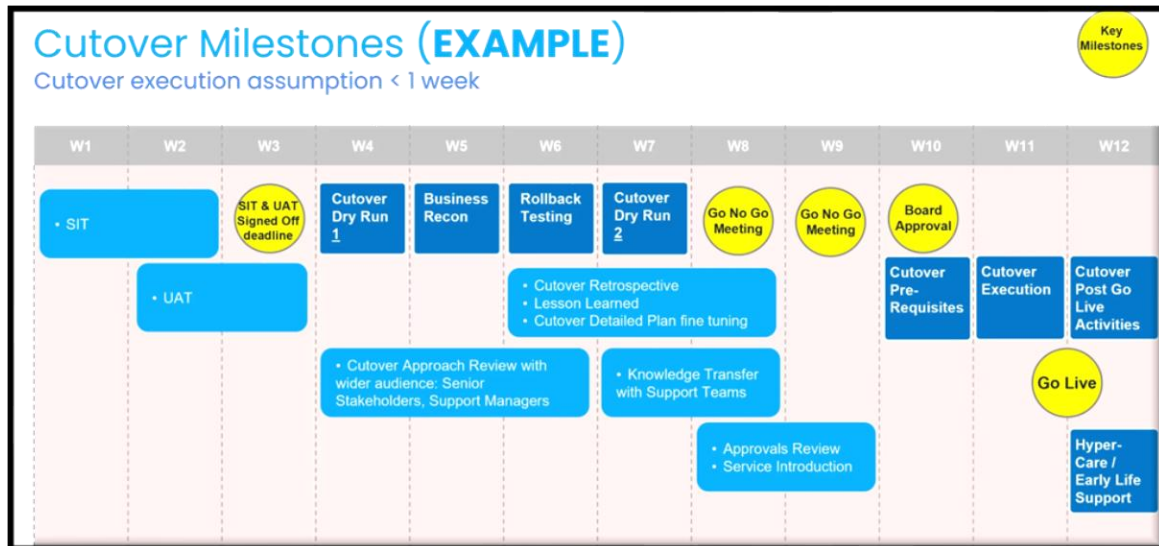 Cutover Milestones (EXAMPLE)
Cutover execution assumption < 1 week
Key
Milestones
W1
W2
W3
W4
W5
W6
W7
W8
W9
W10
W11
W12
• SIT
SIT & UAT
Signed Off
deadline
Cutover
Dry Run
1
Business
Recon
Rollback
Testing
Cutover
Dry Run
2
Go No Go
Meeting
Go No Go
Meeting
Board
Approval
• UAT
• Cutover Retrospective
• Lesson Learned
• Cutover Detailed Plan fine tuning
Cutover
Pre-
Requisites
Cutover
Execution
Cutover
Post Go
Live
Activities
• Cutover Approach Review with
wider audience: Senior
Stakeholders, Support Managers
• Knowledge Transfer
with Support Teams
Go Live
• Approvals Review
• Service Introduction
Hyper-
Care /
Early Life
Support